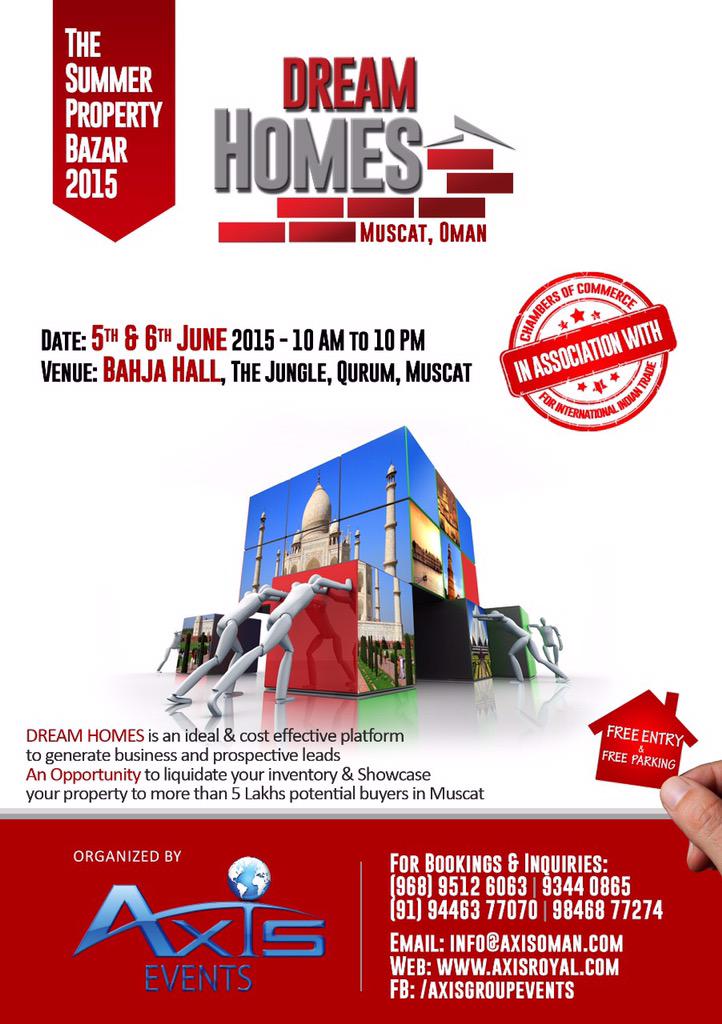 THE
SUMMER
PROPERTY
BAZAR
2015
DREAM
HOMES
MUSCAT, OMAN
DATE: 5TH & 6TH JUNE 2015 - 10 AM TO 10 PM
VENUE: BAHJA HALL, THE JUNGLE, QURUM, MUSCAT
CHAMBERS OF COMMERCE
IN ASSOCIATION WITH
FOR INTERNATIONAL INDIAN TRADE
DREAM HOMES is an ideal & cost effective platform
to generate business and prospective leads
An Opportunity to liquidate your inventory & Showcase
your property to more than 5 Lakhs potential buyers in Muscat
FREE ENTRY
&
FREE PARKING
ORGANIZED BY
AXIS
EVENTS
FOR BOOKINGS & INQUIRIES:
(968) 9512 6063 | 9344 0865
(91) 94463 77070 | 98468 77274
EMAIL: INFO@AXISOMAN.COM
WEB: WWW.AXISROYAL.COM
FB: /AXISGROUPEVENTS